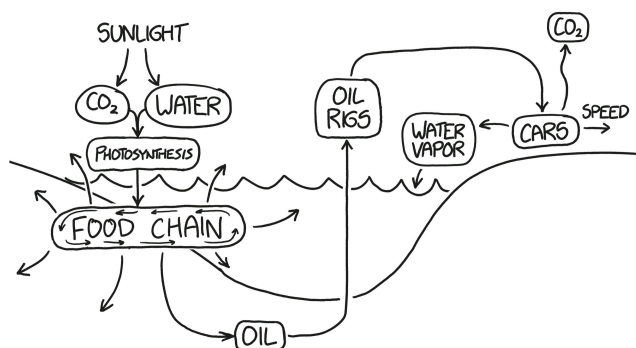 SUNLIGHT
CO₂
WATER
PHOTOSYNTHESIS
FOOD CHAIN
OIL
OIL
RIGS
WATER
VAPOR
CARS
SPEED
CO₂